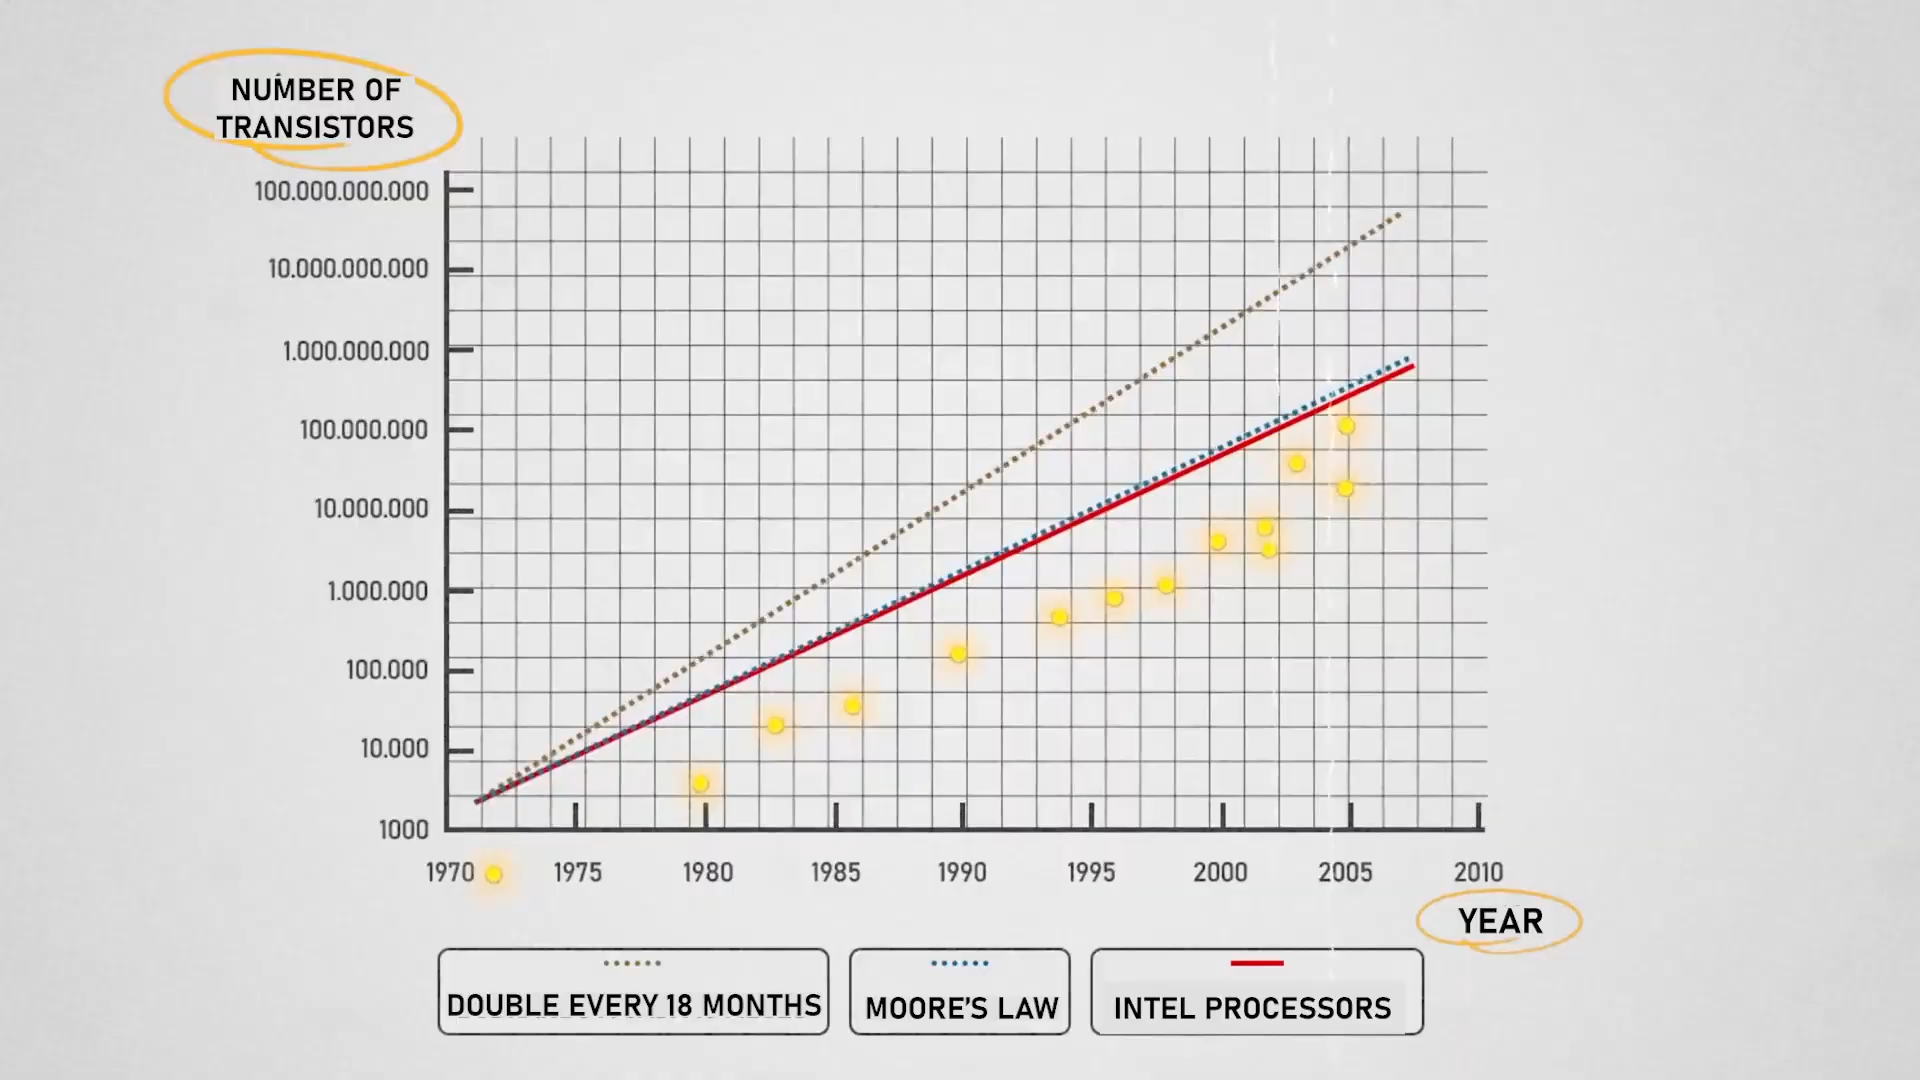 NUMBER OF
TRANSISTORS
100.000.000.000
10.000.000.000
1.000.000.000
100.000.000
10.000.000
1.000.000
100.000
10.000
1000
1970 1975 1980 1985 1990 1995 2000 2005 2010
YEAR
DOUBLE EVERY 18 MONTHS
MOORE'S LAW
INTEL PROCESSORS